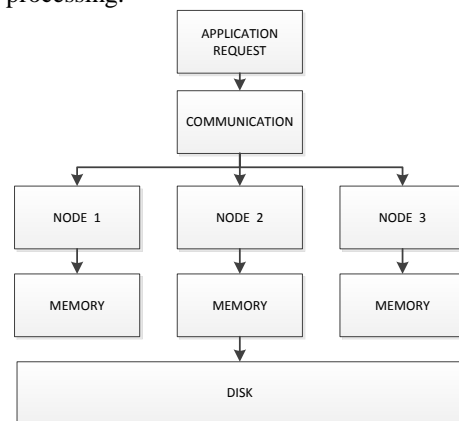 processing.
APPLICATION
REQUEST
COMMUNICATION
NODE 1
NODE 2
NODE 3
MEMORY
MEMORY
MEMORY
DISK